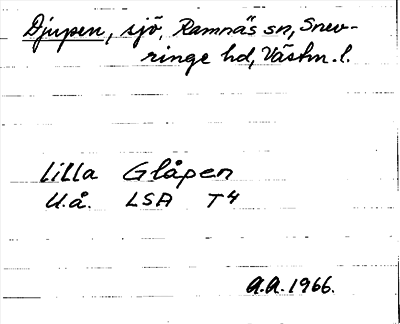 Djupen, sjö, Ramnäs sn, Snev-
ringe hd, Västm. l.
Lilla Glåpen
U.å. LSA T4
A.A. 1966.